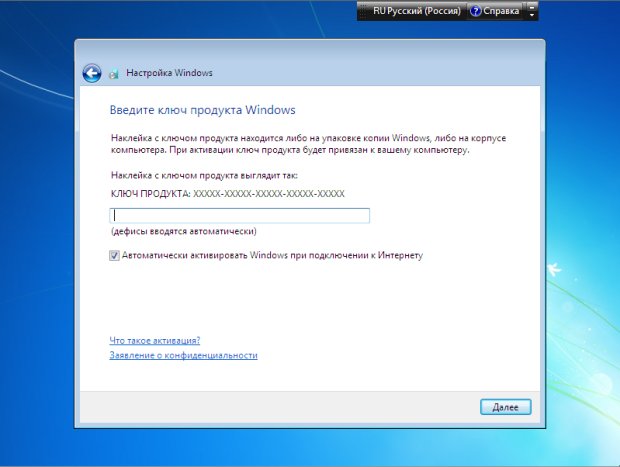 RU Русский (Россия) Справка
Настройка Windows
Введите ключ продукта Windows
Наклейка с ключом продукта находится либо на упаковке копии Windows, либо на корпусе
компьютера. При активации ключ продукта будет привязан к вашему компьютеру.
Наклейка с ключом продукта выглядит так:
КЛЮЧ ПРОДУКТА: XXXXX-XXXXX-XXXXX-XXXXX-XXXXX
(дефисы вводятся автоматически)
Автоматически активировать Windows при подключении к Интернету
Что такое активация?
Заявление о конфиденциальности
Далее